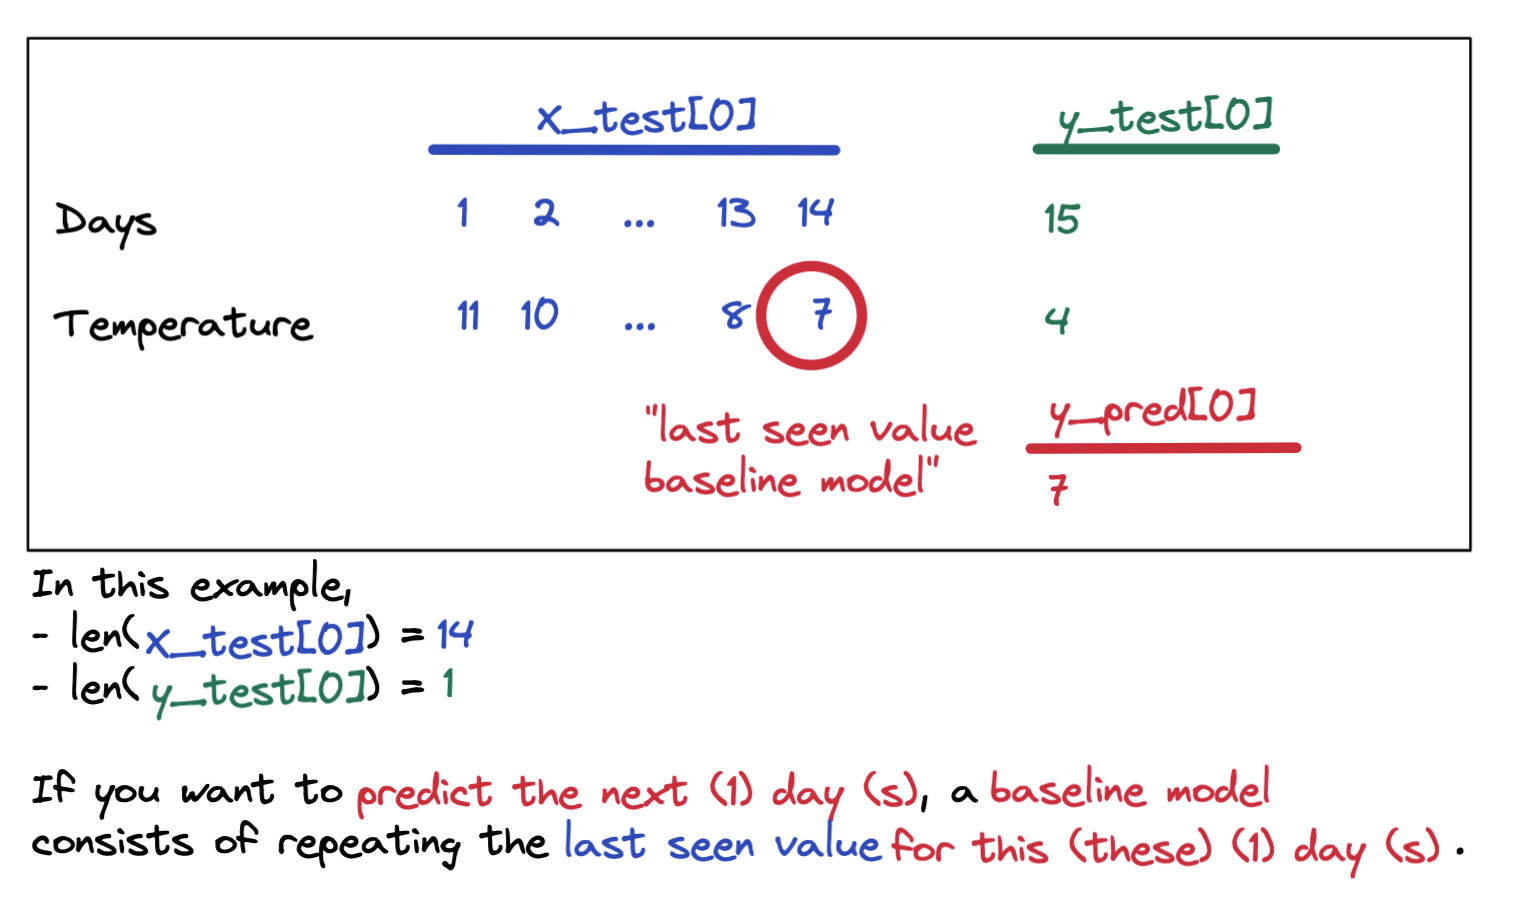 x_test[0] y_test[0]
Days 1 2 ... 13 14 15
Temperature 11 10 ... 8 7 4
y_pred[0]
"last seen value
baseline model"
7
In this example,
- len(x_test[0]) = 14
- len(y_test[0]) = 1
If you want to predict the next (1) day (s), a baseline model
consists of repeating the last seen value for this (these) (1) day (s).